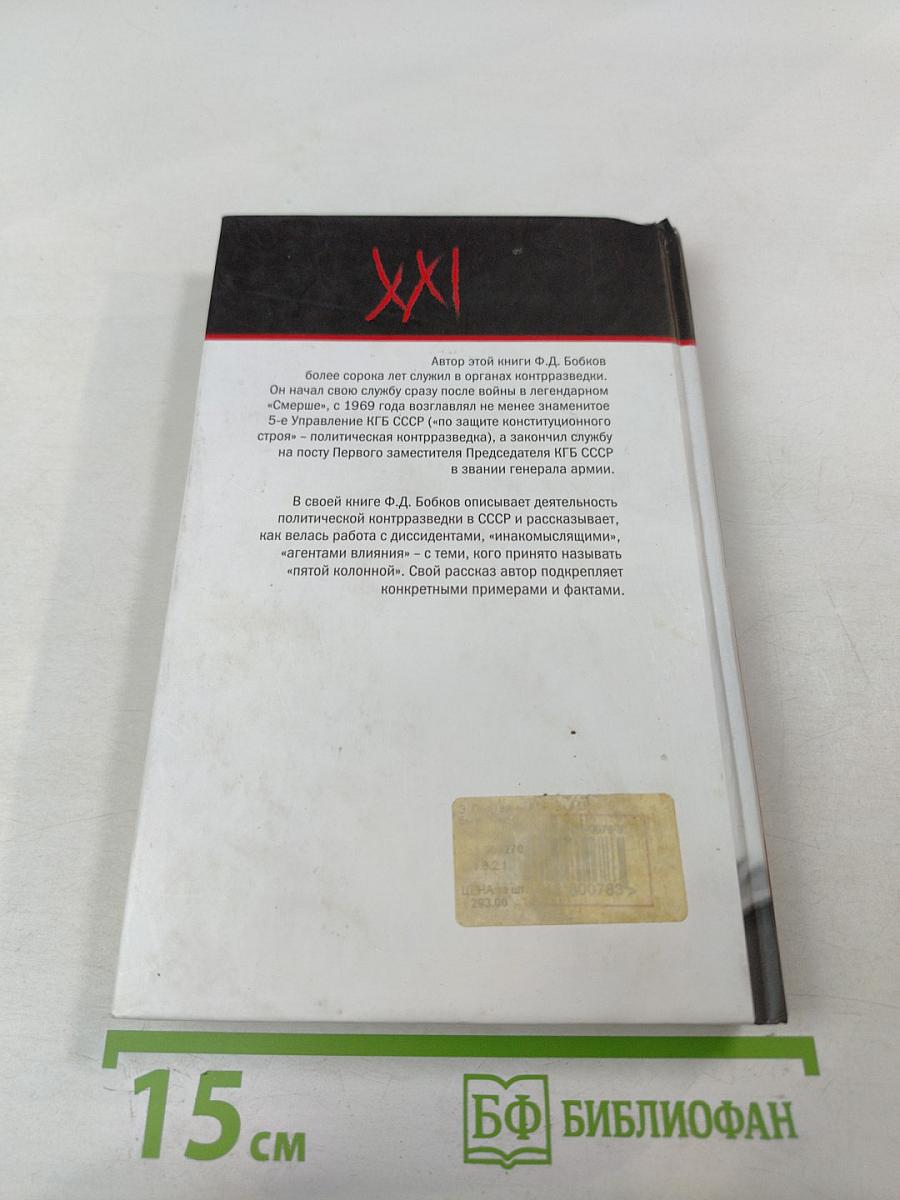 XXI
Автор этой книги Ф.Д. Бобков
более сорока лет служил в органах контрразведки.
Он начал свою службу сразу после войны в легендарном
«Смерше», с 1969 года возглавлял не менее знаменитое
5-е Управление КГБ СССР («по защите конституционного
строя» – политическая контрразведка), а закончил службу
на посту Первого заместителя Председателя КГБ СССР
в звании генерала армии.
В своей книге Ф.Д. Бобков описывает деятельность
политической контрразведки в СССР и рассказывает,
как велась работа с диссидентами, «инакомыслящими»,
«агентами влияния» – с теми, кого принято называть
«пятой колонной». Свой рассказ автор подкрепляет
конкретными примерами и фактами.
ЦЕНА
300783>
293.00
15 см
БФ БИБЛИОФАН